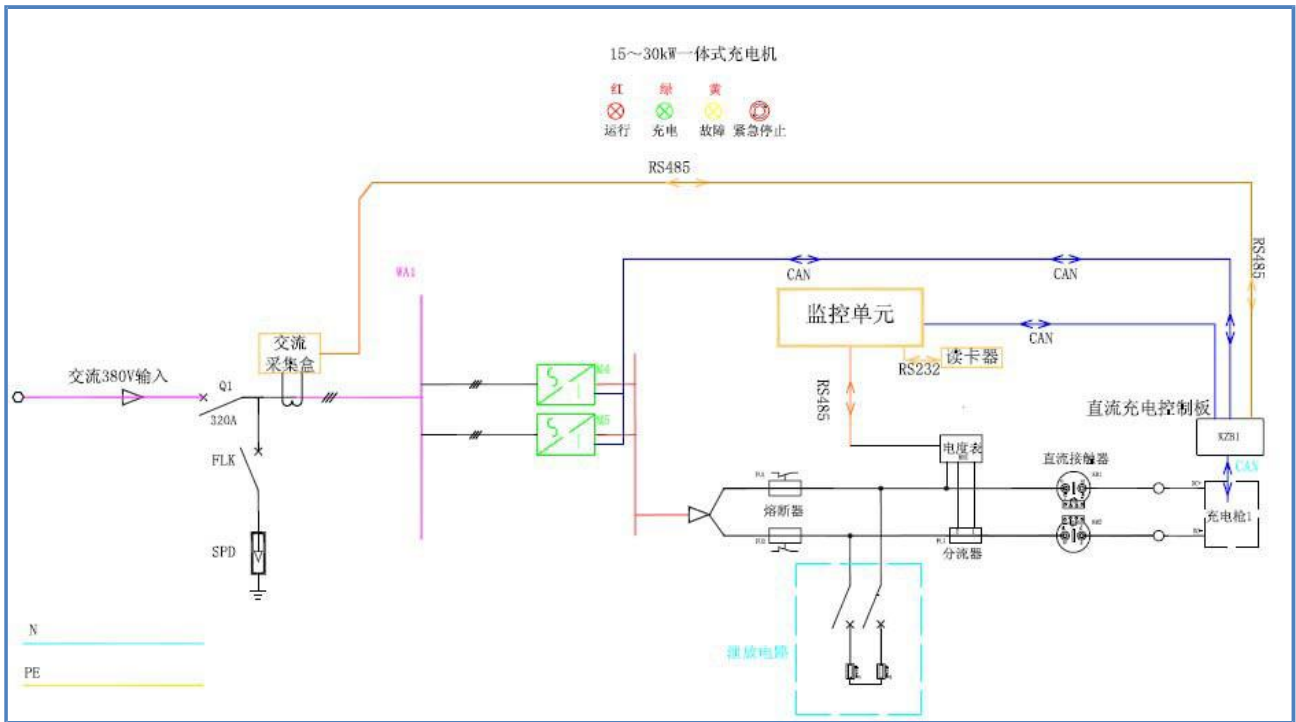 15～30kW一体式充电机
红 绿 黄
运行 充电 故障 紧急停止
RS485
RS485
WA1
CAN
CAN
监控单元
CAN
交流
采集盒
RS232
读卡器
交流380V输入
Q1
320A
RS485
直流充电控制板
KZB1
CAN
电度表
直流接触器
FLK
熔断器
充电枪1
分流器
SPD
泄放电路
N
PE